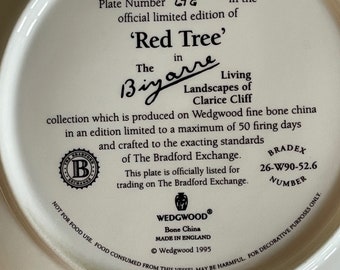 Plate Number in the
official limited edition of
'Red Tree'
in
The Bizarre Living
Landscapes of
Clarice Cliff
collection which is produced on Wedgwood fine bone china
in an edition limited to a maximum of 50 firing days
and crafted to the exacting standards
of The Bradford Exchange.
This plate is officially listed for
trading on The Bradford Exchange.
B
BRADEX
26-W90-52.6
NUMBER
WEDGWOOD®
Bone China
MADE IN ENGLAND
© Wedgwood 1995
NOT FOR FOOD USE. FOOD CONSUMED FROM THIS VESSEL MAY BE HARMFUL. FOR DECORATIVE PURPOSES ONLY.